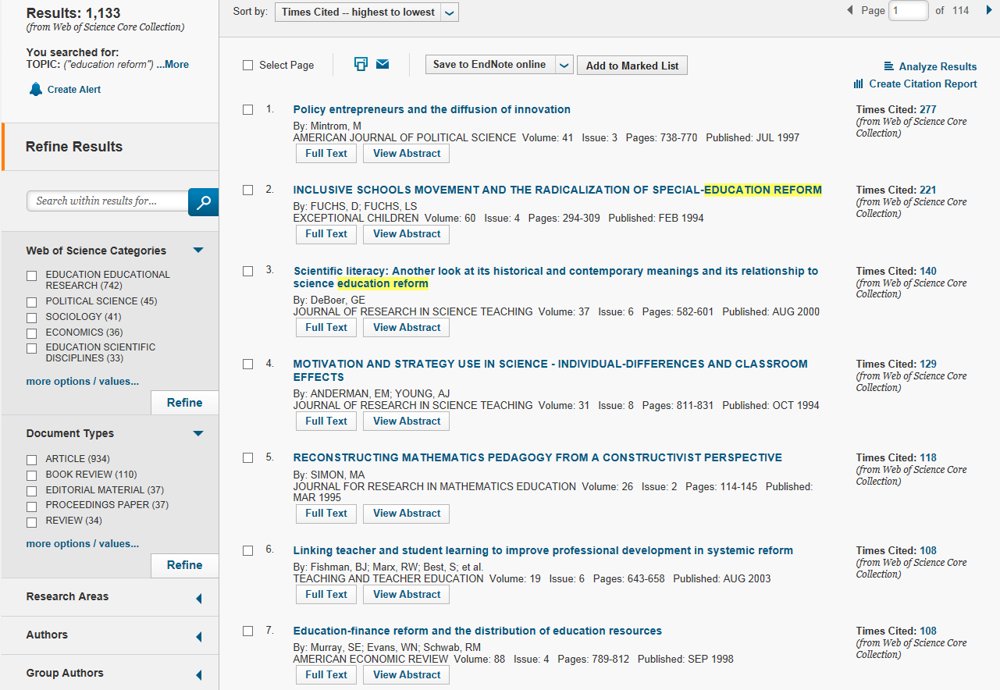 Results: 1,133
(from Web of Science Core Collection)
You searched for:
TOPIC: ("education reform") ...More
Create Alert
Refine Results
Search within results for...
Web of Science Categories
EDUCATION EDUCATIONAL
RESEARCH (742)
POLITICAL SCIENCE (45)
SOCIOLOGY (41)
ECONOMICS (36)
EDUCATION SCIENTIFIC
DISCIPLINES (33)
more options / values...
Refine
Document Types
ARTICLE (934)
BOOK REVIEW (110)
EDITORIAL MATERIAL (37)
PROCEEDINGS PAPER (37)
REVIEW (34)
more options / values...
Refine
Research Areas
Authors
Group Authors
Sort by: Times Cited -- highest to lowest
Page 1 of 114
Select Page
Save to EndNote online
Add to Marked List
Analyze Results
Create Citation Report
1. Policy entrepreneurs and the diffusion of innovation
By: Mintrom, M
AMERICAN JOURNAL OF POLITICAL SCIENCE Volume: 41 Issue: 3 Pages: 738-770 Published: JUL 1997
Full Text View Abstract
Times Cited: 277
(from Web of Science Core
Collection)
2. INCLUSIVE SCHOOLS MOVEMENT AND THE RADICALIZATION OF SPECIAL-EDUCATION REFORM
By: FUCHS, D; FUCHS, LS
EXCEPTIONAL CHILDREN Volume: 60 Issue: 4 Pages: 294-309 Published: FEB 1994
Full Text View Abstract
Times Cited: 221
(from Web of Science Core
Collection)
3. Scientific literacy: Another look at its historical and contemporary meanings and its relationship to
science education reform
By: DeBoer, GE
JOURNAL OF RESEARCH IN SCIENCE TEACHING Volume: 37 Issue: 6 Pages: 582-601 Published: AUG 2000
Full Text View Abstract
Times Cited: 140
(from Web of Science Core
Collection)
4. MOTIVATION AND STRATEGY USE IN SCIENCE - INDIVIDUAL-DIFFERENCES AND CLASSROOM
EFFECTS
By: ANDERMAN, EM; YOUNG, AJ
JOURNAL OF RESEARCH IN SCIENCE TEACHING Volume: 31 Issue: 8 Pages: 811-831 Published: OCT 1994
Full Text View Abstract
Times Cited: 129
(from Web of Science Core
Collection)
5. RECONSTRUCTING MATHEMATICS PEDAGOGY FROM A CONSTRUCTIVIST PERSPECTIVE
By: SIMON, MA
JOURNAL FOR RESEARCH IN MATHEMATICS EDUCATION Volume: 26 Issue: 2 Pages: 114-145 Published:
MAR 1995
Full Text View Abstract
Times Cited: 118
(from Web of Science Core
Collection)
6. Linking teacher and student learning to improve professional development in systemic reform
By: Fishman, BJ; Marx, RW; Best, S; et al.
TEACHING AND TEACHER EDUCATION Volume: 19 Issue: 6 Pages: 643-658 Published: AUG 2003
Full Text View Abstract
Times Cited: 108
(from Web of Science Core
Collection)
7. Education-finance reform and the distribution of education resources
By: Murray, SE; Evans, WN; Schwab, RM
AMERICAN ECONOMIC REVIEW Volume: 88 Issue: 4 Pages: 789-812 Published: SEP 1998
Full Text View Abstract
Times Cited: 108
(from Web of Science Core
Collection)